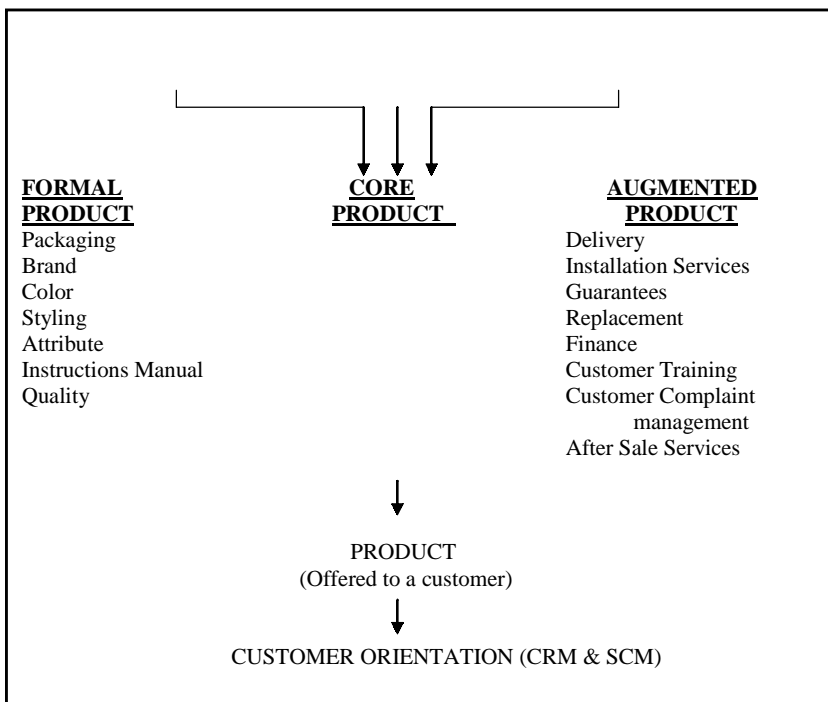 FORMAL
PRODUCT
Packaging
Brand
Color
Styling
Attribute
Instructions Manual
Quality
CORE
PRODUCT
AUGMENTED
PRODUCT
Delivery
Installation Services
Guarantees
Replacement
Finance
Customer Training
Customer Complaint
management
After Sale Services
PRODUCT
(Offered to a customer)
CUSTOMER ORIENTATION (CRM & SCM)